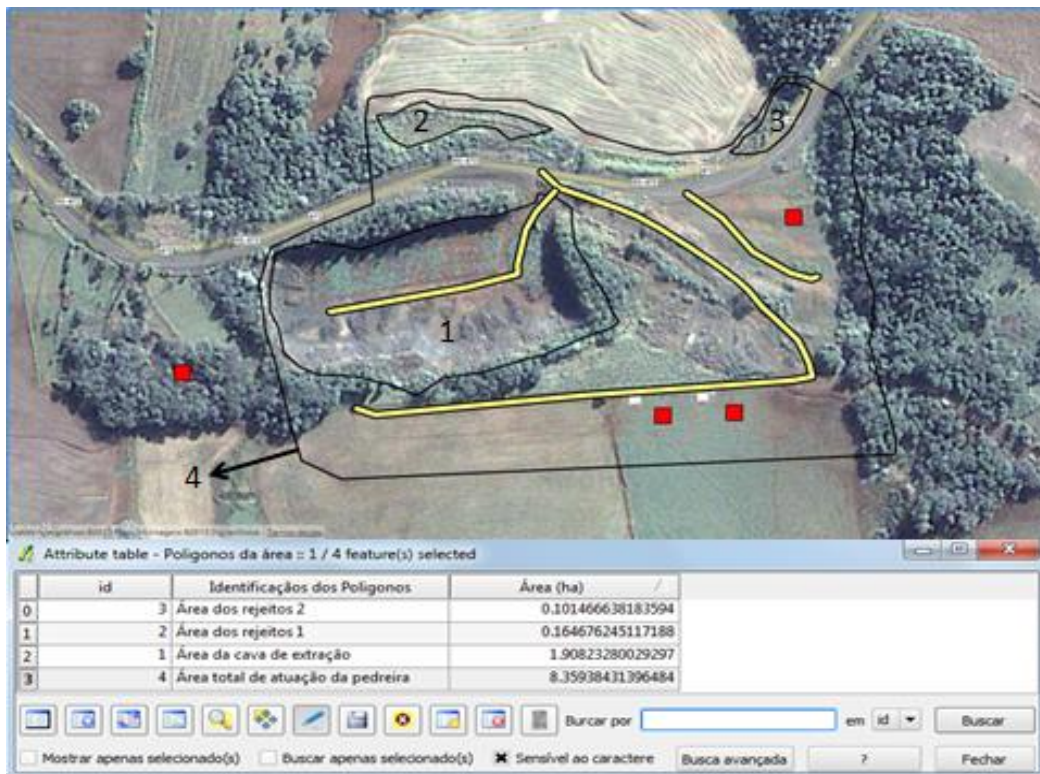 2
3
1
4
Attribute table - Poligonos da área :: 1 / 4 feature(s) selected
id Identificaçãos dos Poligonos Área (ha)
0 3 Área dos rejeitos 2 0.101466638183594
1 2 Área dos rejeitos 1 0.164676245117188
2 1 Área da cava de extração 1.90823280029297
3 4 Área total de atuação da pedreira 8.35938431396484
Burcar por em id Buscar
Mostrar apenas selecionado(s) Buscar apenas selecionado(s) Sensível ao caractere Busca avançada ? Fechar